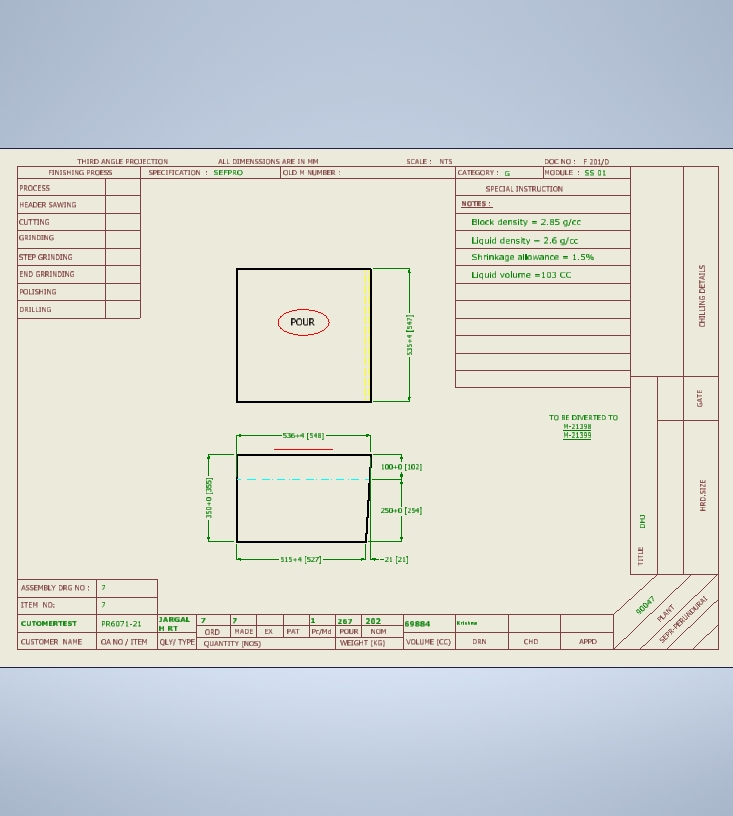 THIRD ANGLE PROJECTION ALL DIMENSSIONS ARE IN MM SCALE : NTS DOC NO : F 201/D
FINISHING PROESS SPECIFICATION : SEFPRO OLD M NUMBER : CATEGORY : G MODULE : SS 01
PROCESS
HEADER SAWING
CUTTING
GRINDING
STEP GRINDING
END GRRINDING
POLISHING
DRILLING
SPECIAL INSTRUCTION
NOTES :
Block density = 2.85 g/cc
Liquid density = 2.6 g/cc
Shrinkage allowance = 1.5%
Liquid volume =103 CC
POUR
535+4 [547]
536+4 [548]
350+0 [355]
100+0 [102]
250+0 [254]
515+4 [527]
21 [21]
TO BE DIVERTED TO
M-21398
M-21399
CHILLING DETAILS
GATE
HRD.SIZE
TITLE DMJ
90047
PLANT
SEPR-PERUNDURAI
ASSEMBLY DRG NO : 7
ITEM NO: 7
CUTOMERTEST PR6071-21 JARGAL H RT 7 7 1 267 202 69884 Krishna
ORD MADE EX PAT Pc/Md POUR NOM
CUSTOMER NAME OA NO / ITEM QLY/ TYPE QUANTITY (NOS) WEIGHT (KG) VOLUME (CC) DRN CHD APPD